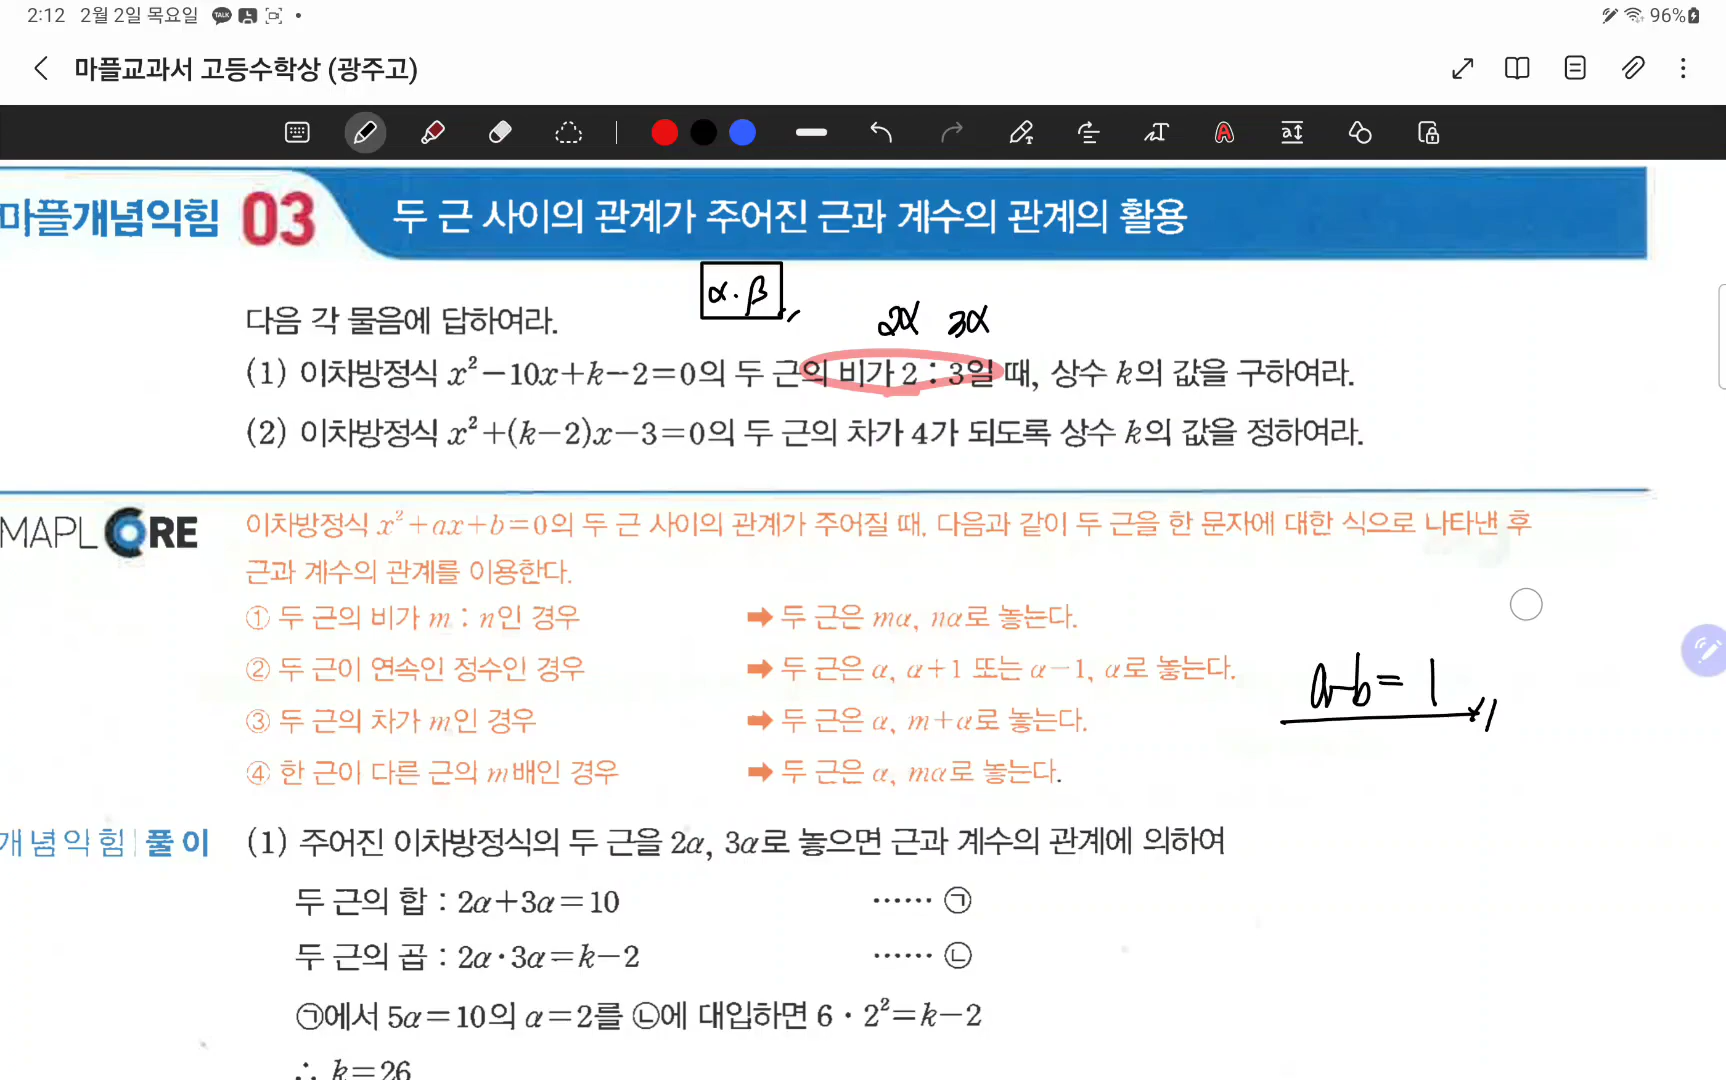 2:12 2월 2일 목요일 96%
마플교과서 고등수학상 (광주고)
마플개념익힘 03 두 근 사이의 관계가 주어진 근과 계수의 관계의 활용
α·β
2α 3α
다음 각 물음에 답하여라.
(1) 이차방정식 x²−10x+k−2=0의 두 근의 비가 2 : 3일 때, 상수 k의 값을 구하여라.
(2) 이차방정식 x²+(k−2)x−3=0의 두 근의 차가 4가 되도록 상수 k의 값을 정하여라.
MAPL CORE 이차방정식 x²+ax+b=0의 두 근 사이의 관계가 주어질 때, 다음과 같이 두 근을 한 문자에 대한 식으로 나타낸 후
근과 계수의 관계를 이용한다.
① 두 근의 비가 m : n인 경우 ➡ 두 근은 mα, nα로 놓는다.
② 두 근이 연속인 정수인 경우 ➡ 두 근은 α, α+1 또는 α−1, α로 놓는다.
a-b=1
③ 두 근의 차가 m인 경우 ➡ 두 근은 α, m+α로 놓는다.
④ 한 근이 다른 근의 m배인 경우 ➡ 두 근은 α, mα로 놓는다.
개념익힘 | 풀이 (1) 주어진 이차방정식의 두 근을 2α, 3α로 놓으면 근과 계수의 관계에 의하여
두 근의 합 : 2α+3α=10 …… ㉠
두 근의 곱 : 2α·3α=k−2 …… ㉡
㉠에서 5α=10의 α=2를 ㉡에 대입하면 6·2²=k−2
∴ k=26